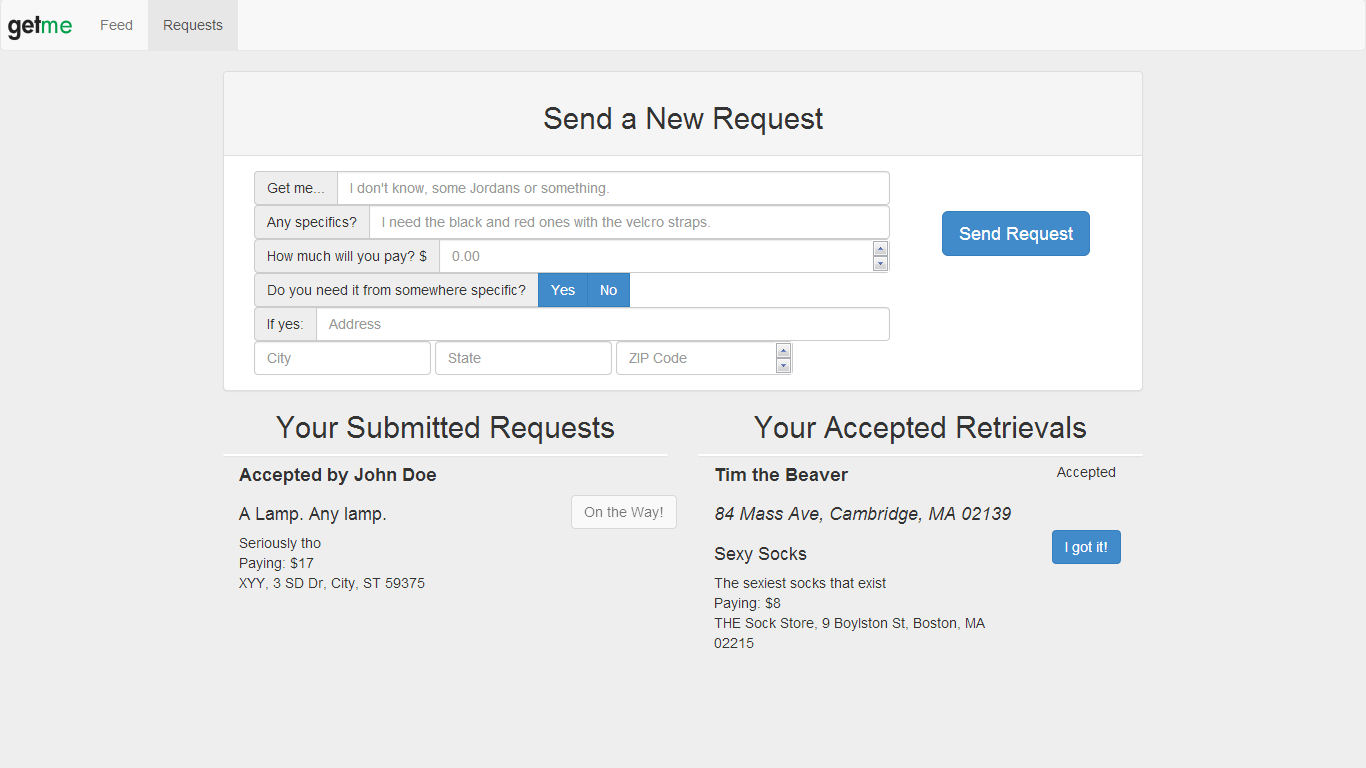 getme Feed Requests
Send a New Request
Get me... I don't know, some Jordans or something.
Any specifics? I need the black and red ones with the velcro straps.
Send Request
How much will you pay? $ 0.00
Do you need it from somewhere specific? Yes No
If yes: Address
City State ZIP Code
Your Submitted Requests
Accepted by John Doe
A Lamp. Any lamp.
On the Way!
Seriously tho
Paying: $17
XYY, 3 SD Dr, City, ST 59375
Your Accepted Retrievals
Tim the Beaver
Accepted
84 Mass Ave, Cambridge, MA 02139
Sexy Socks
I got it!
The sexiest socks that exist
Paying: $8
THE Sock Store, 9 Boylston St, Boston, MA
02215